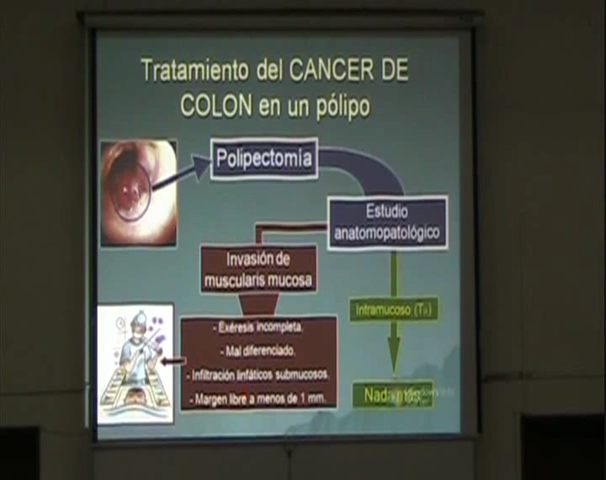 Tratamiento del CANCER DE
COLON en un pólipo
Polipectomía
Estudio
anatomopatológico
Invasión de
muscularis mucosa
Intramucoso
- Exéresis incompleta.
- Mal diferenciado.
- Infiltración linfáticos submucosos.
- Margen libre a menos de 1 mm.
Nada más